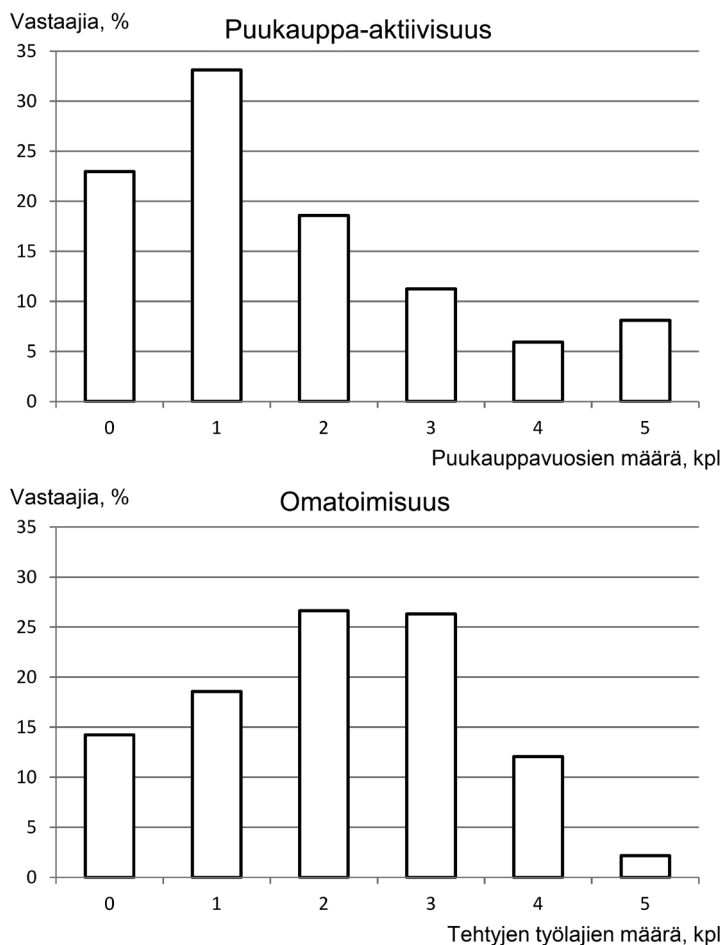 Vastaajia, %
Puukauppa-aktiivisuus
35
30
25
20
15
10
5
0
0 1 2 3 4 5
Puukauppavuosien määrä, kpl
Vastaajia, %
Omatoimisuus
35
30
25
20
15
10
5
0
0 1 2 3 4 5
Tehtyjen työlajien määrä, kpl